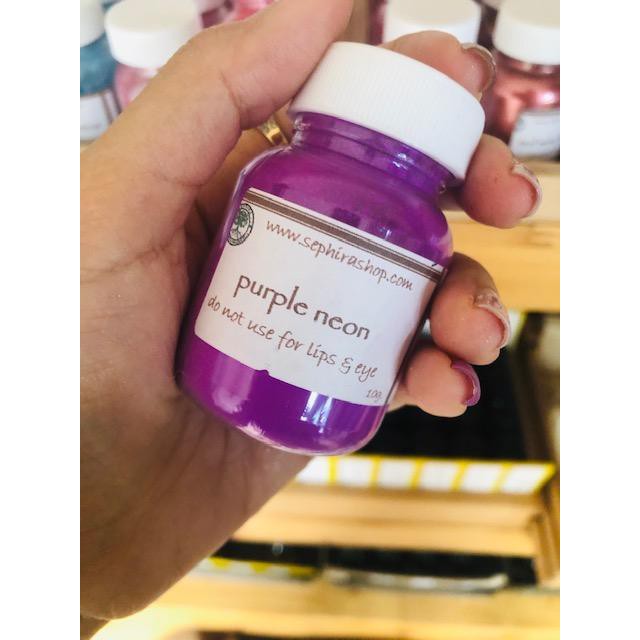 www.sephirashop.com
purple neon
do not use for lips & eye
10g